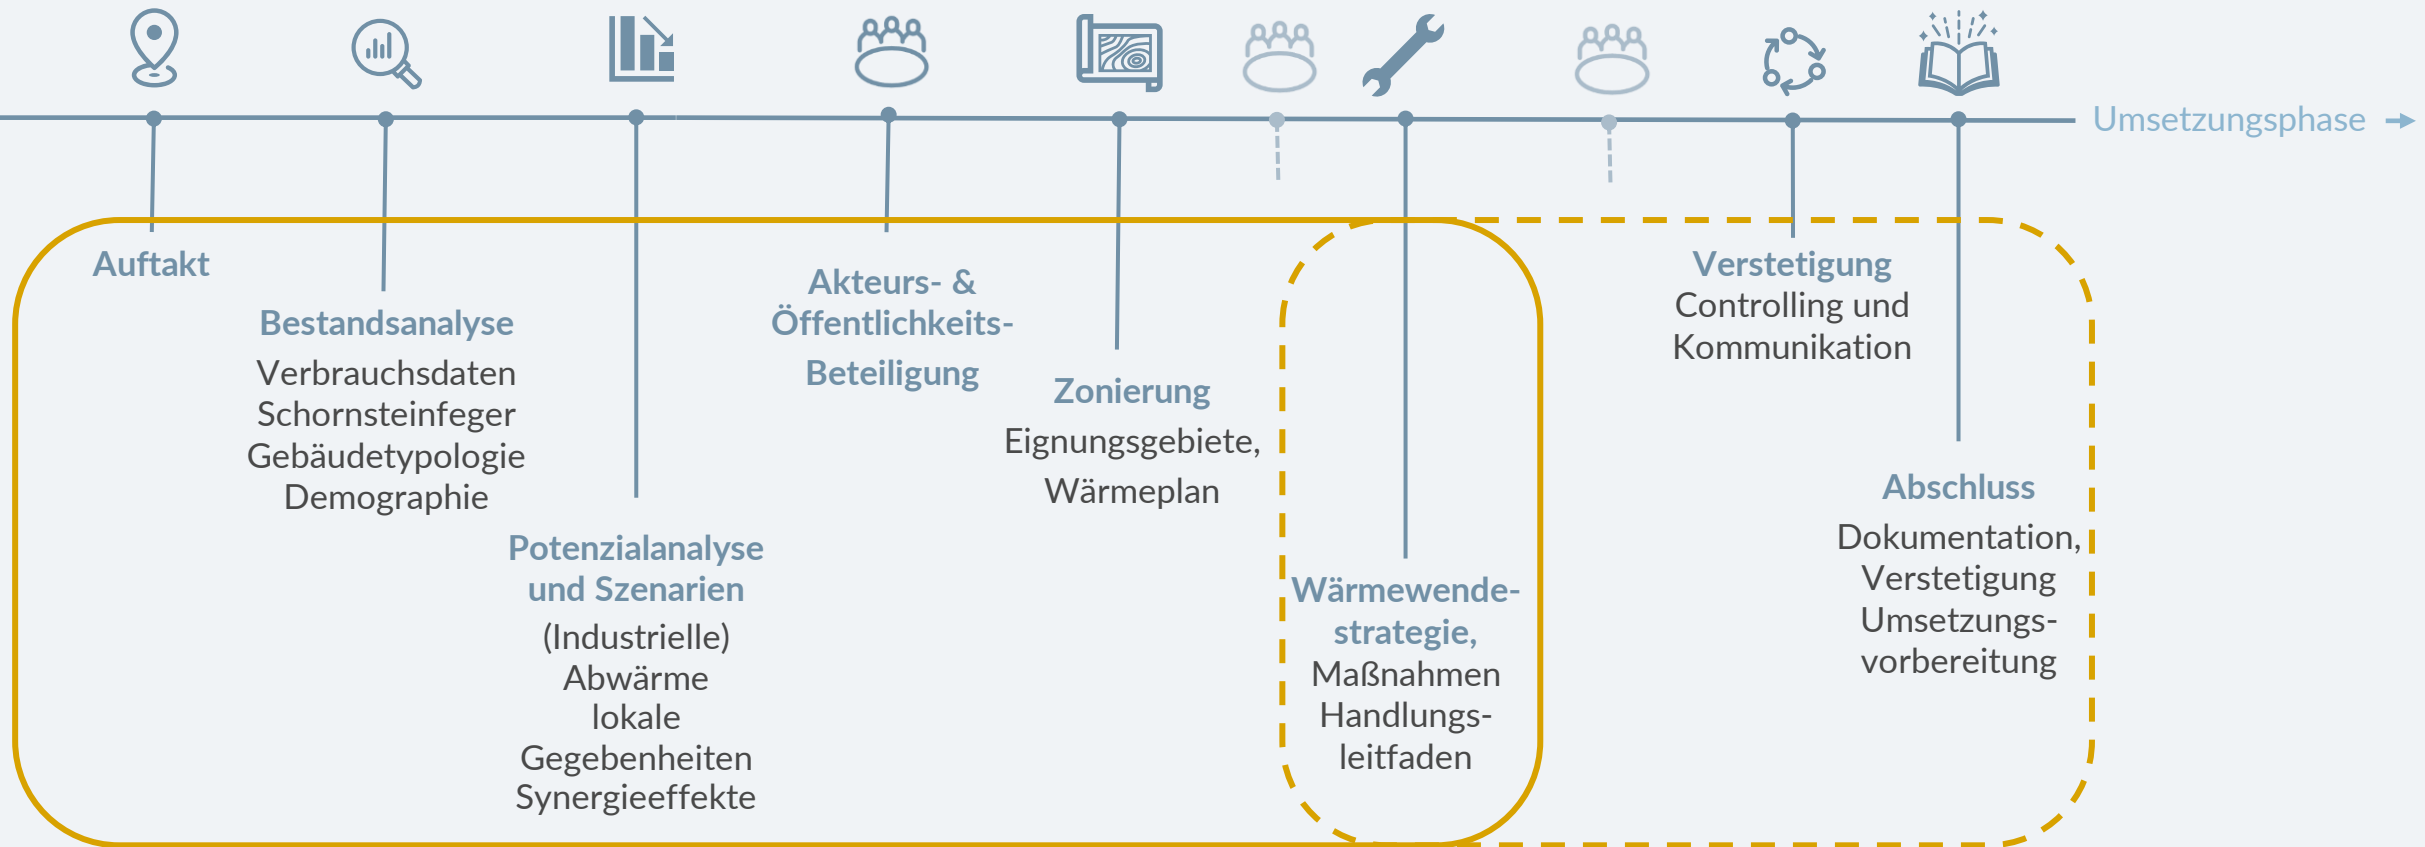 Umsetzungsphase
Auftakt
Bestandsanalyse
Verbrauchsdaten
Schornsteinfeger
Gebäudetypologie
Demographie
Potenzialanalyse
und Szenarien
(Industrielle)
Abwärme
lokale
Gegebenheiten
Synergieeffekte
Akteurs- &
Öffentlichkeits-
Beteiligung
Zonierung
Eignungsgebiete,
Wärmeplan
Wärmewende-
strategie,
Maßnahmen
Handlungs-
leitfaden
Verstetigung
Controlling und
Kommunikation
Abschluss
Dokumentation,
Verstetigung
Umsetzungs-
vorbereitung